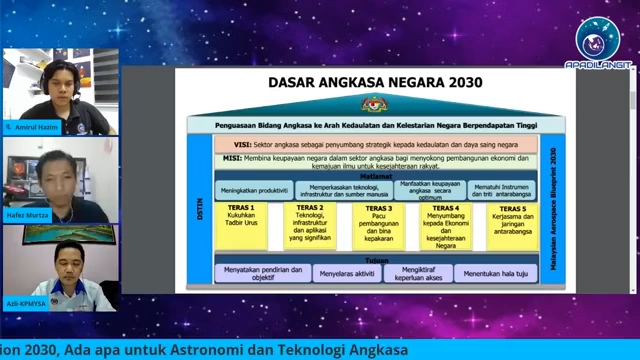 APADILANGIT
Amirul Hazim
Hafez Murtza
Azli-KPMYSA
DASAR ANGKASA NEGARA 2030
Penguasaan Bidang Angkasa ke Arah Kedaulatan dan Kelestarian Negara Berpendapatan Tinggi
VISI: Sektor angkasa sebagai penyumbang strategik kepada kedaulatan dan daya saing negara
MISI: Membina keupayaan negara dalam sektor angkasa bagi menyokong pembangunan ekonomi dan
kemajuan ilmu untuk kesejahteraan rakyat.
Matlamat
Meningkatkan produktiviti
Memperkasakan teknologi,
infrastruktur dan sumber manusia
Manfaatkan keupayaan
angkasa secara
optimum
Mematuhi Instrumen
dan triti antarabangsa
DSTIN
TERAS 1
Kukuhkan
Tadbir Urus
TERAS 2
Teknologi,
infrastruktur
dan aplikasi
yang signifikan
TERAS 3
Pacu
pembangunan
dan bina
kepakaran
TERAS 4
Menyumbang
kepada Ekonomi
dan
kesejahteraan
Negara
TERAS 5
Kerjasama dan
jaringan
antarabangsa
Malaysian Aerospace Blueprint 2030
Tujuan
Menyatakan pendirian dan
objektif
Menyelaras aktiviti
Mengiktiraf
keperluan akses
Menentukan hala tuju
ion 2030, Ada apa untuk Astronomi dan Teknologi Angkasa